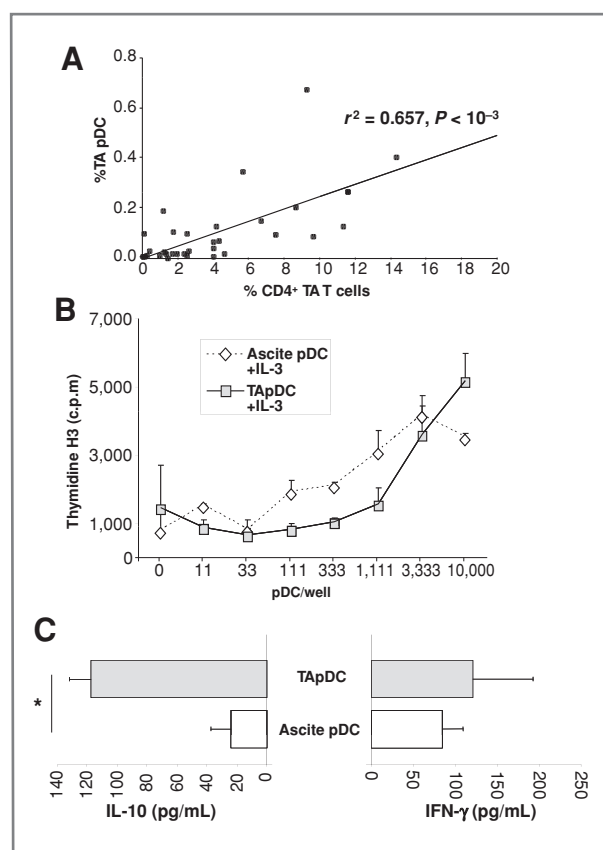 A
%TA pDC
0.8
0.6
0.4
0.2
0.0
r² = 0.657, P < 10⁻³
0 2 4 6 8 10 12 14 16 18 20
% CD4⁺ TA T cells
B
Thymidine H3 (c.p.m)
7,000
5,000
3,000
1,000
0
Ascite pDC
+IL-3
TApDC
+IL-3
0 11 33 111 333 1,111 3,333 10,000
pDC/well
C
*
TApDC
Ascite pDC
140 120 100 80 60 40 20 0
IL-10 (pg/mL)
0 50 100 150 200 250
IFN-γ (pg/mL)